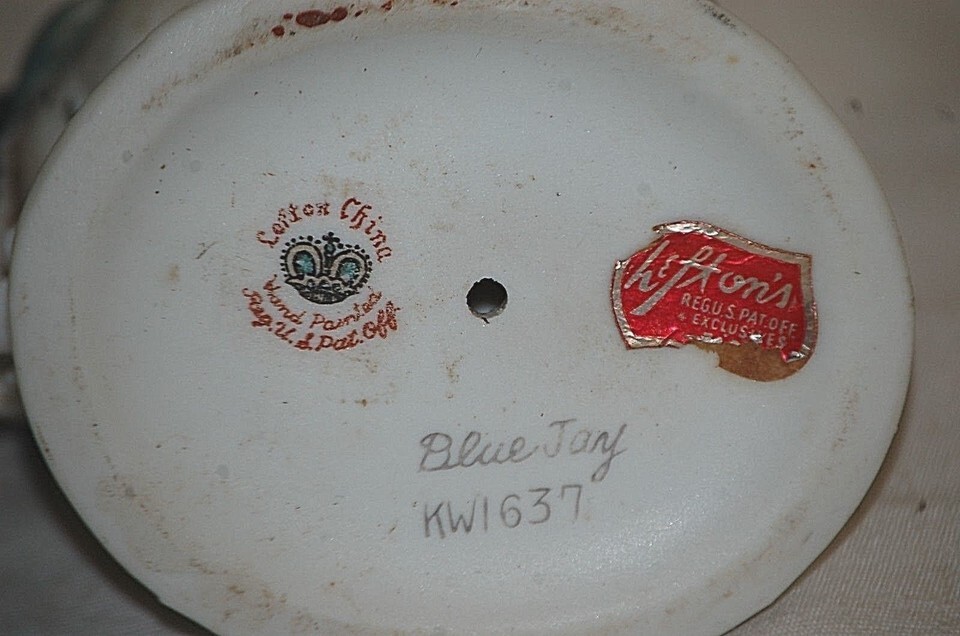 Lefton China
Hand Painted
Reg. U.S. Pat. Off.
Lefton's
REG.U.S.PAT.OFF.
EXCLUSIVES
Blue Jay
KW1637